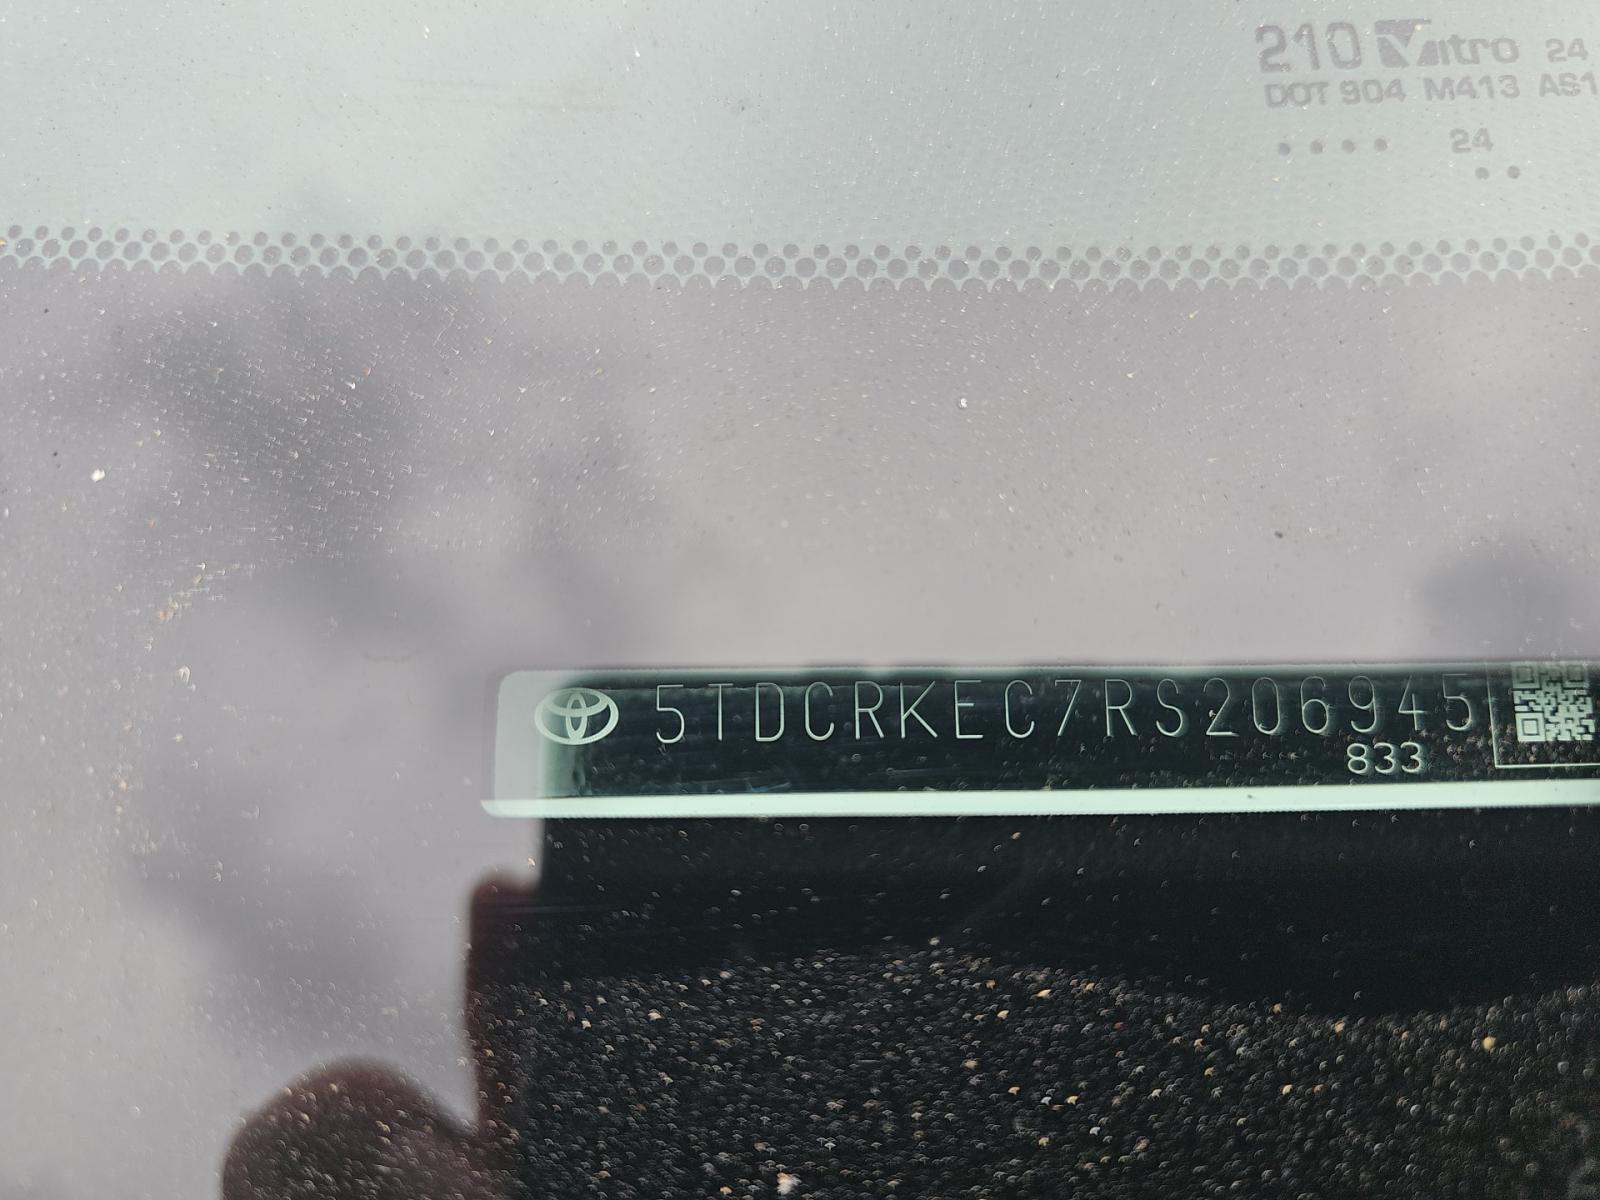 210 Vitro 24
DOT 904 M413 AS1
•••• 24
••
5TDCRKEC7RS206945
833